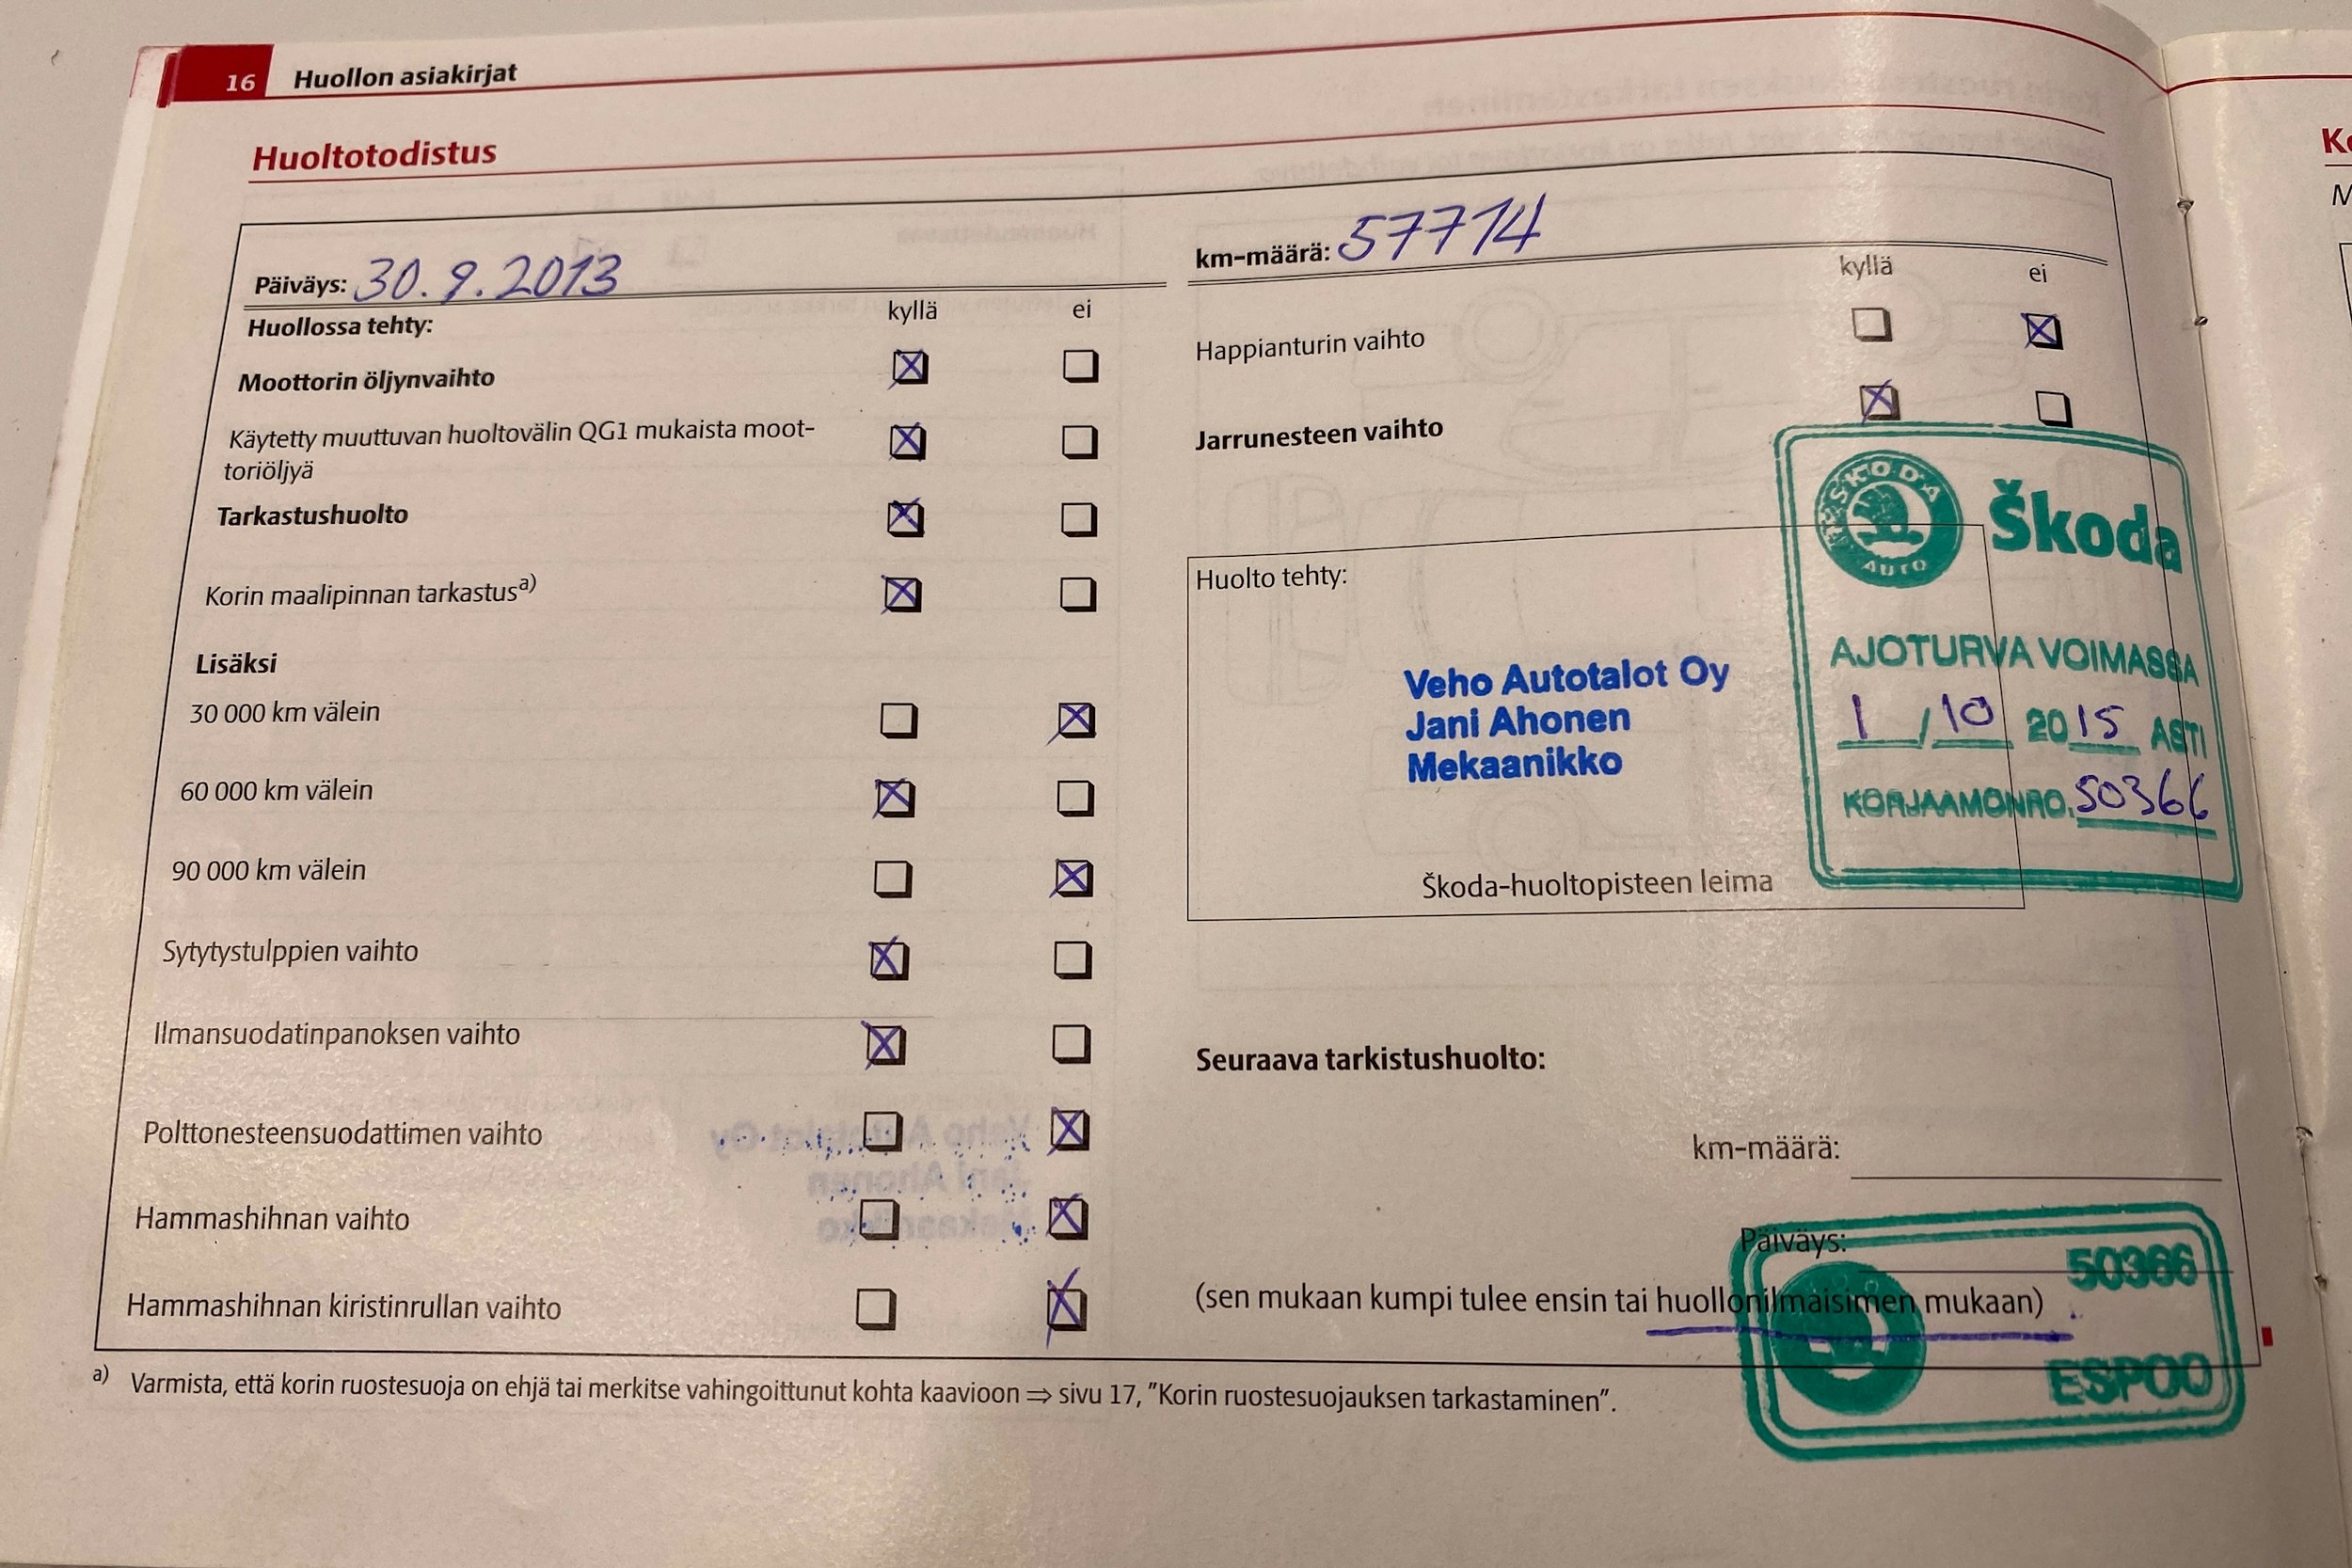 16 Huollon asiakirjat
Huoltotodistus
Päiväys: 30.9.2013
Huollossa tehty: kyllä ei
Moottorin öljynvaihto
Käytetty muuttuvan huoltovälin QG1 mukaista moot-
toriöljyä
Tarkastushuolto
Korin maalipinnan tarkastus a)
Lisäksi
30 000 km välein
60 000 km välein
90 000 km välein
Sytytystulppien vaihto
Ilmansuodatinpanoksen vaihto
Polttonesteensuodattimen vaihto
Hammashihnan vaihto
Hammashihnan kiristinrullan vaihto
km-määrä: 57714
kyllä ei
Happianturin vaihto
Jarrunesteen vaihto
Huolto tehty:
Veho Autotalot Oy
Jani Ahonen
Mekaanikko
Škoda-huoltopisteen leima
ŠKODA
AUTO
Škoda
AJOTURVA VOIMASSA
1/10 2015 ASTI
KORJAAMONRO. 50366
Seuraava tarkistushuolto:
km-määrä:
Päiväys:
(sen mukaan kumpi tulee ensin tai huollonilmaisimen mukaan)
50366
ESPOO
a) Varmista, että korin ruostesuoja on ehjä tai merkitse vahingoittunut kohta kaavioon ⇒ sivu 17, "Korin ruostesuojauksen tarkastaminen".